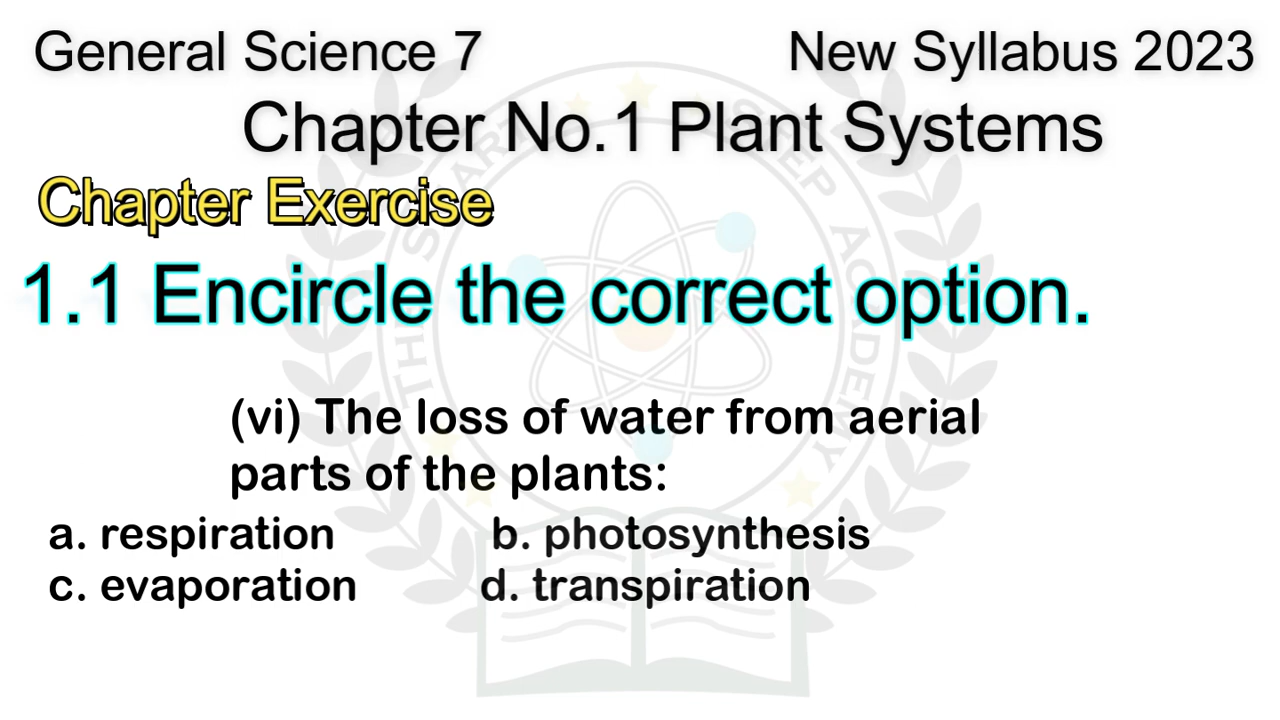 General Science 7 New Syllabus 2023
Chapter No.1 Plant Systems
Chapter Exercise
1.1 Encircle the correct option.
(vi) The loss of water from aerial
parts of the plants:
a. respiration b. photosynthesis
c. evaporation d. transpiration